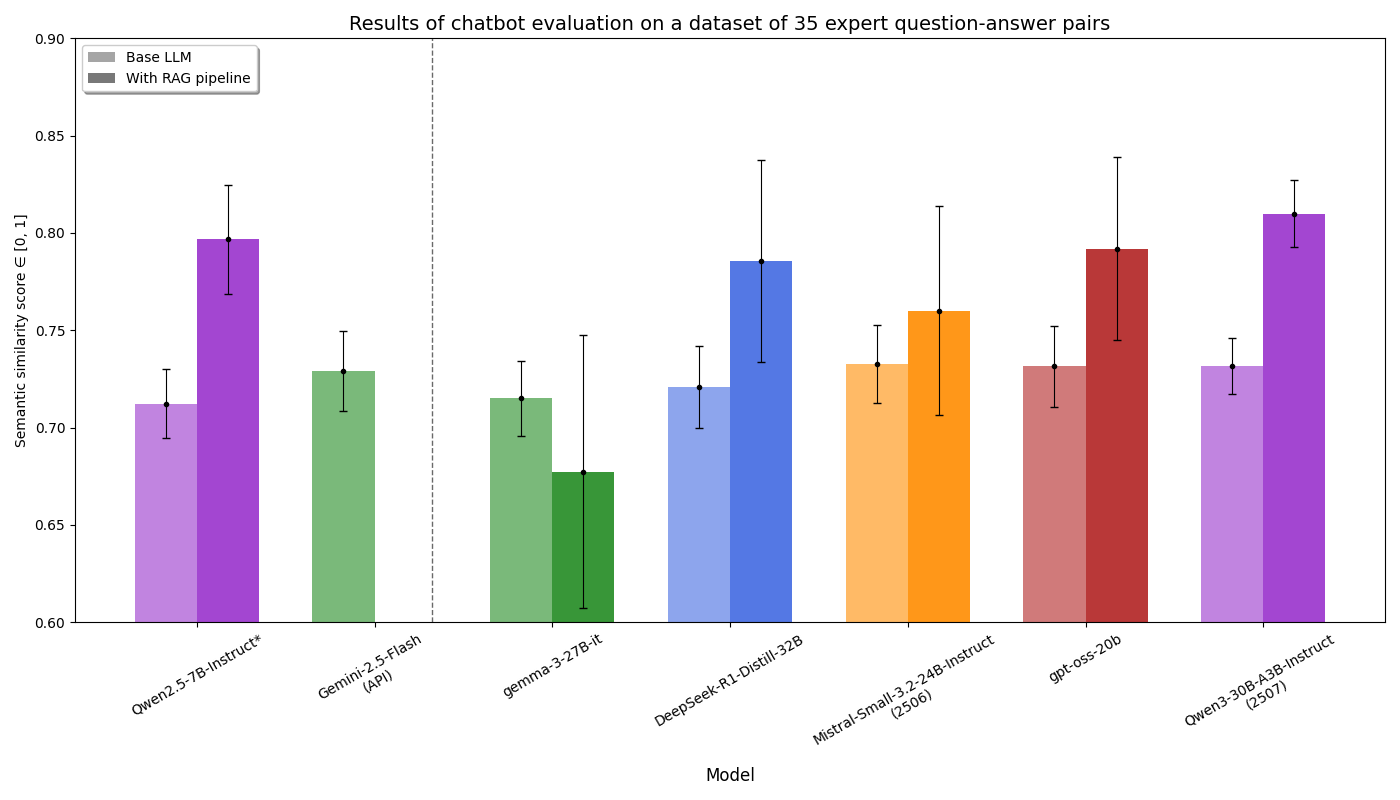 Results of chatbot evaluation on a dataset of 35 expert question-answer pairs
Base LLM
With RAG pipeline
Semantic similarity score ∈ [0, 1]
0.90
0.85
0.80
0.75
0.70
0.65
0.60
Qwen2.5-7B-Instruct*
Gemini-2.5-Flash
(API)
gemma-3-27B-it
DeepSeek-R1-Distill-32B
Mistral-Small-3.2-24B-Instruct
(2506)
gpt-oss-20b
Qwen3-30B-A3B-Instruct
(2507)
Model